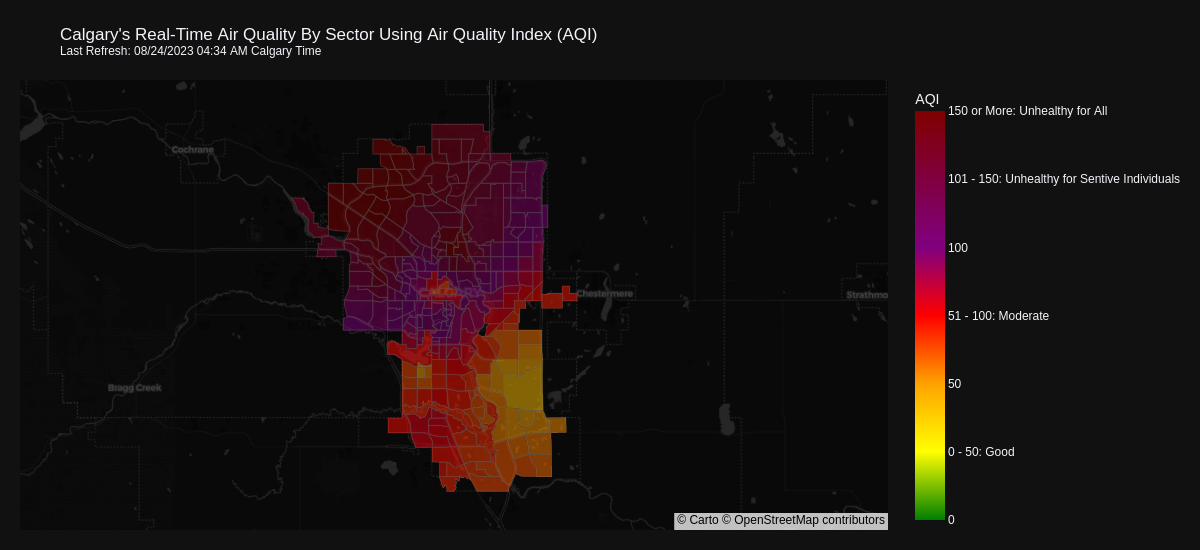 Calgary's Real-Time Air Quality By Sector Using Air Quality Index (AQI)
Last Refresh: 08/24/2023 04:34 AM Calgary Time
AQI
150 or More: Unhealthy for All
Cochrane
101 - 150: Unhealthy for Sentive Individuals
100
CALGARY
Chestermere
Strathmo
51 - 100: Moderate
50
Bragg Creek
0 - 50: Good
0
© Carto © OpenStreetMap contributors